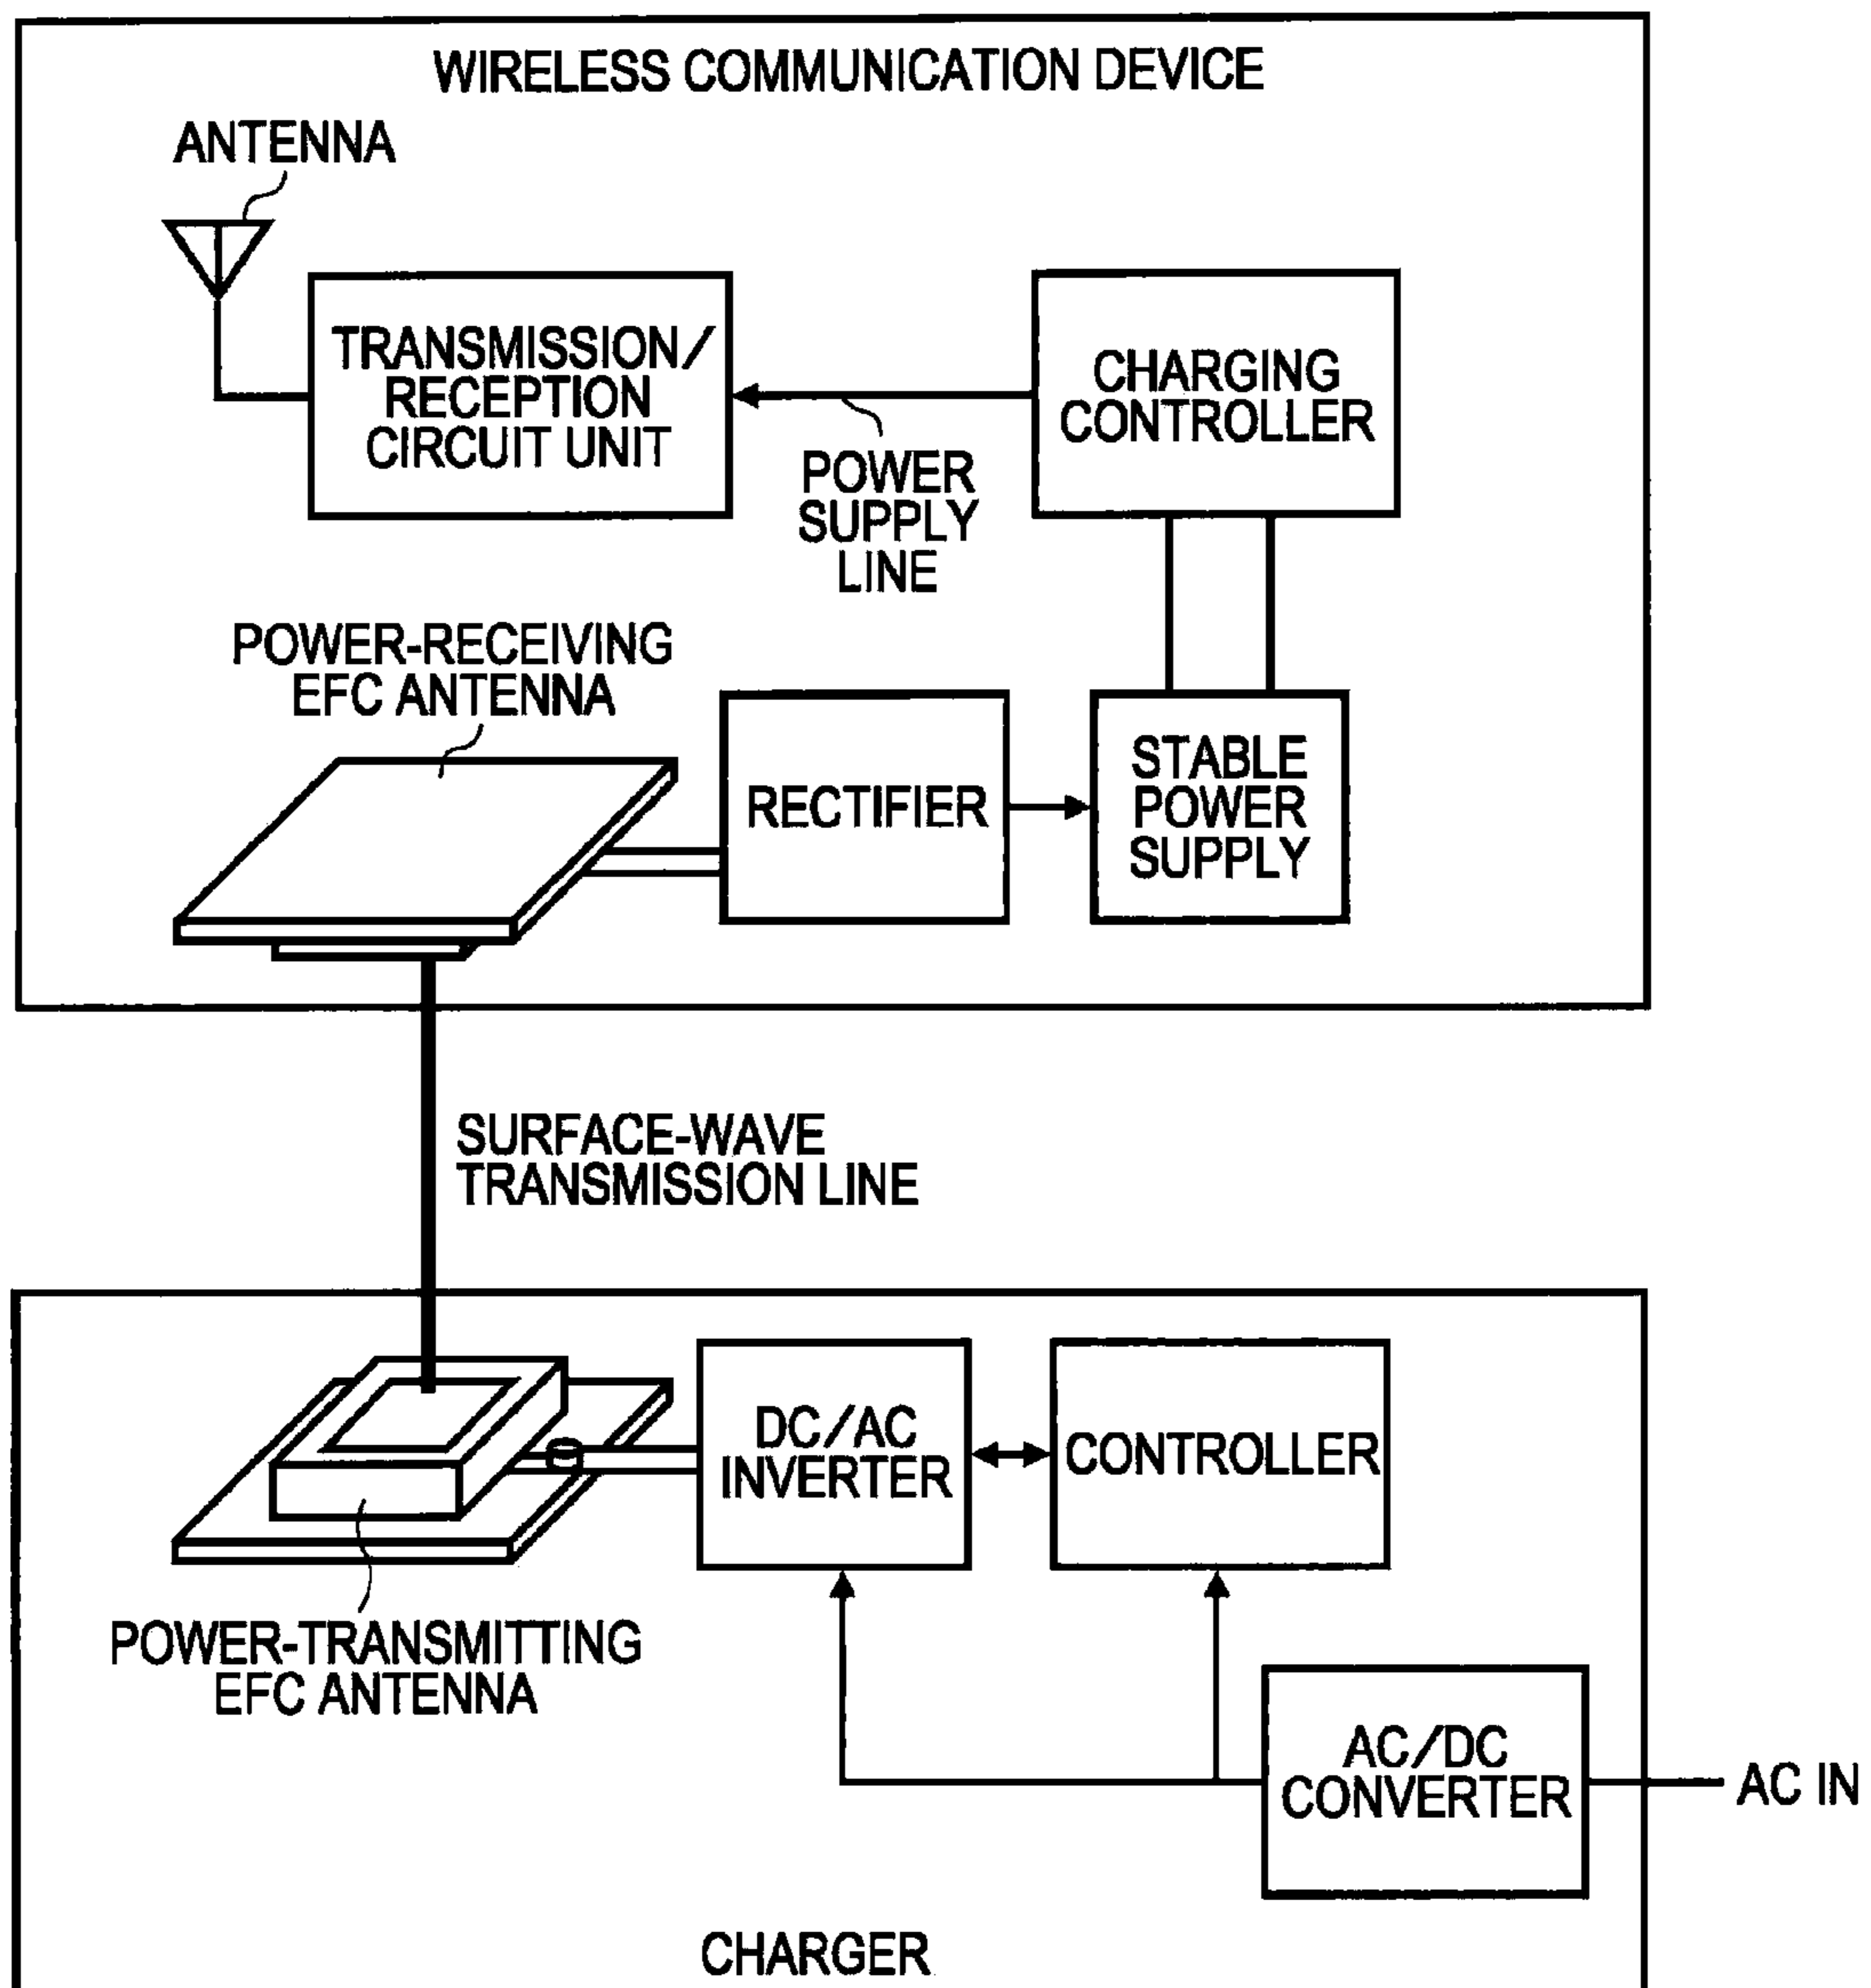 WIRELESS COMMUNICATION DEVICE
ANTENNA
TRANSMISSION/
RECEPTION
CIRCUIT UNIT
CHARGING
CONTROLLER
POWER
SUPPLY
LINE
POWER-RECEIVING
EFC ANTENNA
RECTIFIER
STABLE
POWER
SUPPLY
SURFACE-WAVE
TRANSMISSION LINE
DC/AC
INVERTER
CONTROLLER
POWER-TRANSMITTING
EFC ANTENNA
AC/DC
CONVERTER
AC IN
CHARGER